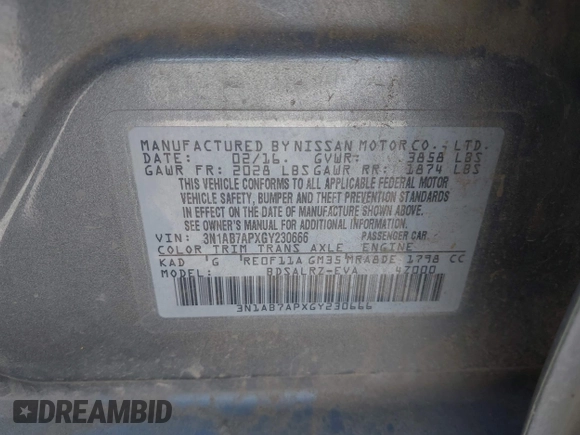 MANUFACTURED BY NISSAN MOTOR CO., LTD.
DATE: 02/16. GVWR: 3858 LBS
GAWR FR: 2028 LBS GAWR RR: 1874 LBS
THIS VEHICLE CONFORMS TO ALL APPLICABLE FEDERAL MOTOR
VEHICLE SAFETY, BUMPER, AND THEFT PREVENTION STANDARDS
IN EFFECT ON THE DATE OF MANUFACTURE SHOWN ABOVE.
SEE OWNER'S MANUAL FOR ADDITIONAL INFORMATION.
VIN: 3N1AB7APXGY230666 PASSENGER CAR
COLOR TRIM TRANS AXLE ENGINE
KAD G RE0F11A GM35 MRA8DE 1798 CC
MODEL: BDSALRZ-EVA 47000
3N1AB7APXGY230666
DREAMBID